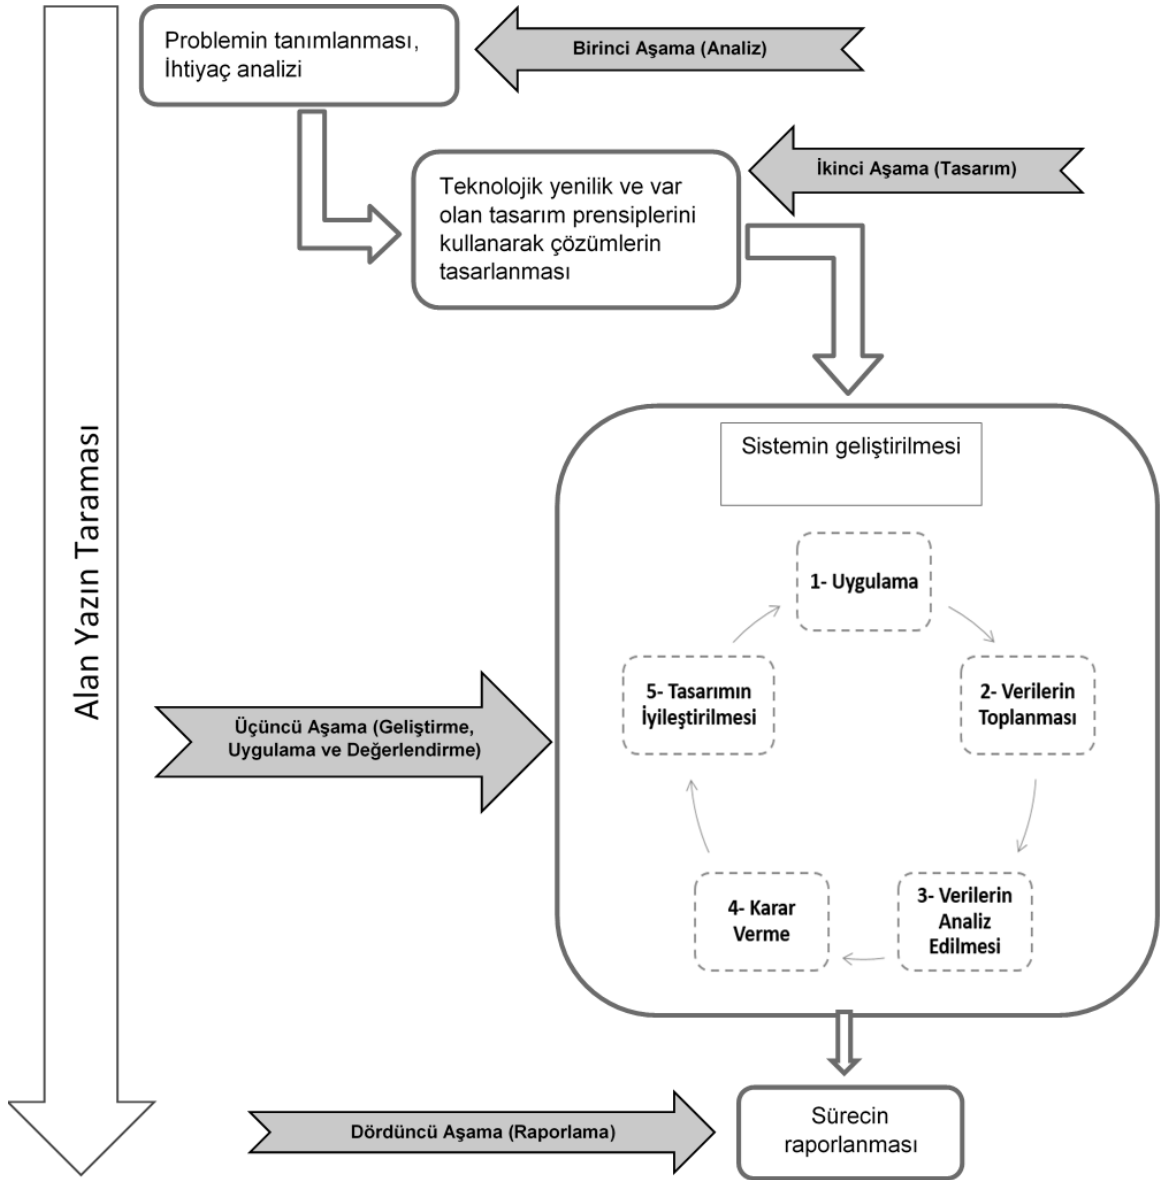 Problemin tanımlanması,
İhtiyaç analizi
Birinci Aşama (Analiz)
İkinci Aşama (Tasarım)
Teknolojik yenilik ve var
olan tasarım prensiplerini
kullanarak çözümlerin
tasarlanması
Alan Yazın Taraması
Sistemin geliştirilmesi
1- Uygulama
2- Verilerin
Toplanması
3- Verilerin
Analiz
Edilmesi
4- Karar
Verme
5- Tasarımın
İyileştirilmesi
Üçüncü Aşama (Geliştirme,
Uygulama ve Değerlendirme)
Dördüncü Aşama (Raporlama)
Sürecin
raporlanması